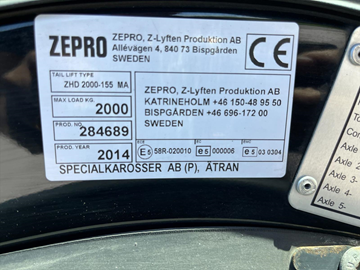 ZEPRO
ZEPRO, Z-Lyften Produktion AB
Allévägen 4, 840 73 Bispgården
SWEDEN
CE
TAIL LIFT TYPE
ZHD 2000-155 MA
MAX LOAD KG.
2000
PROD. NO.
284689
PROD. YEAR
2014
ZEPRO, Z-Lyften Produktion AB
KATRINEHOLM +46 150-48 95 50
BISPGÅRDEN +46 696-172 00
SWEDEN
E5 58R-020010
e5 000006
e5 03 0304
SPECIALKAROSSER AB (P), ÄTRAN
Axle
Axle 2
Axle 3-
Axle 4-
Axle 5-